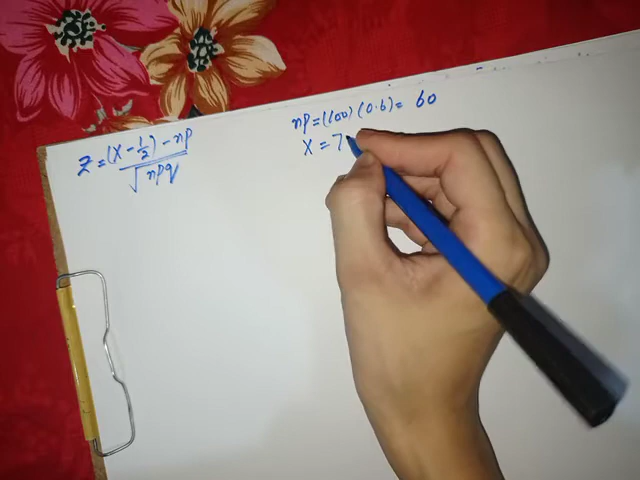 Z = (X - 1/2) - np / √npq
np = (100) (0.6) = 60
X = 7